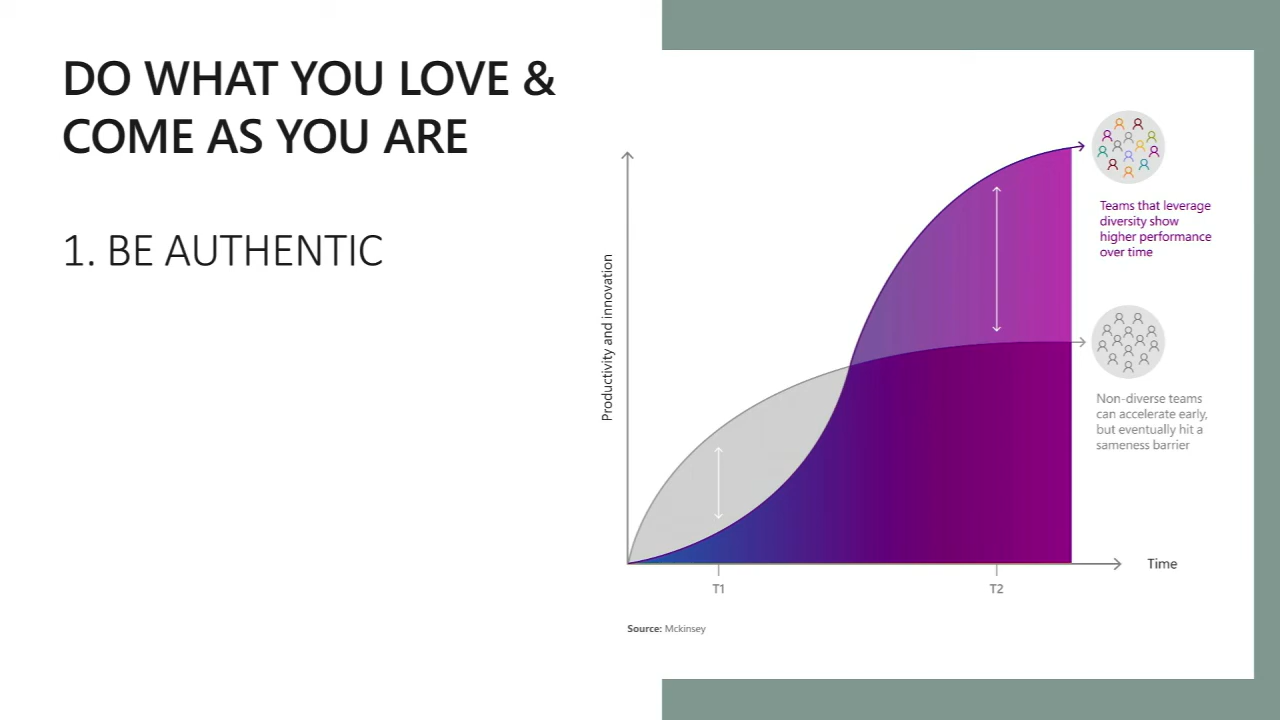 DO WHAT YOU LOVE &
COME AS YOU ARE
1. BE AUTHENTIC
Productivity and innovation
Teams that leverage
diversity show
higher performance
over time
Non-diverse teams
can accelerate early,
but eventually hit a
sameness barrier
Time
T1
T2
Source: Mckinsey